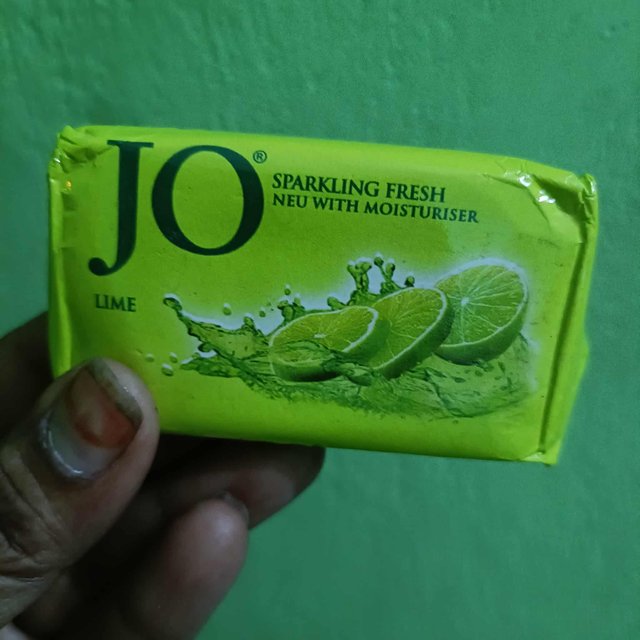 JO®
SPARKLING FRESH
NEU WITH MOISTURISER
LIME